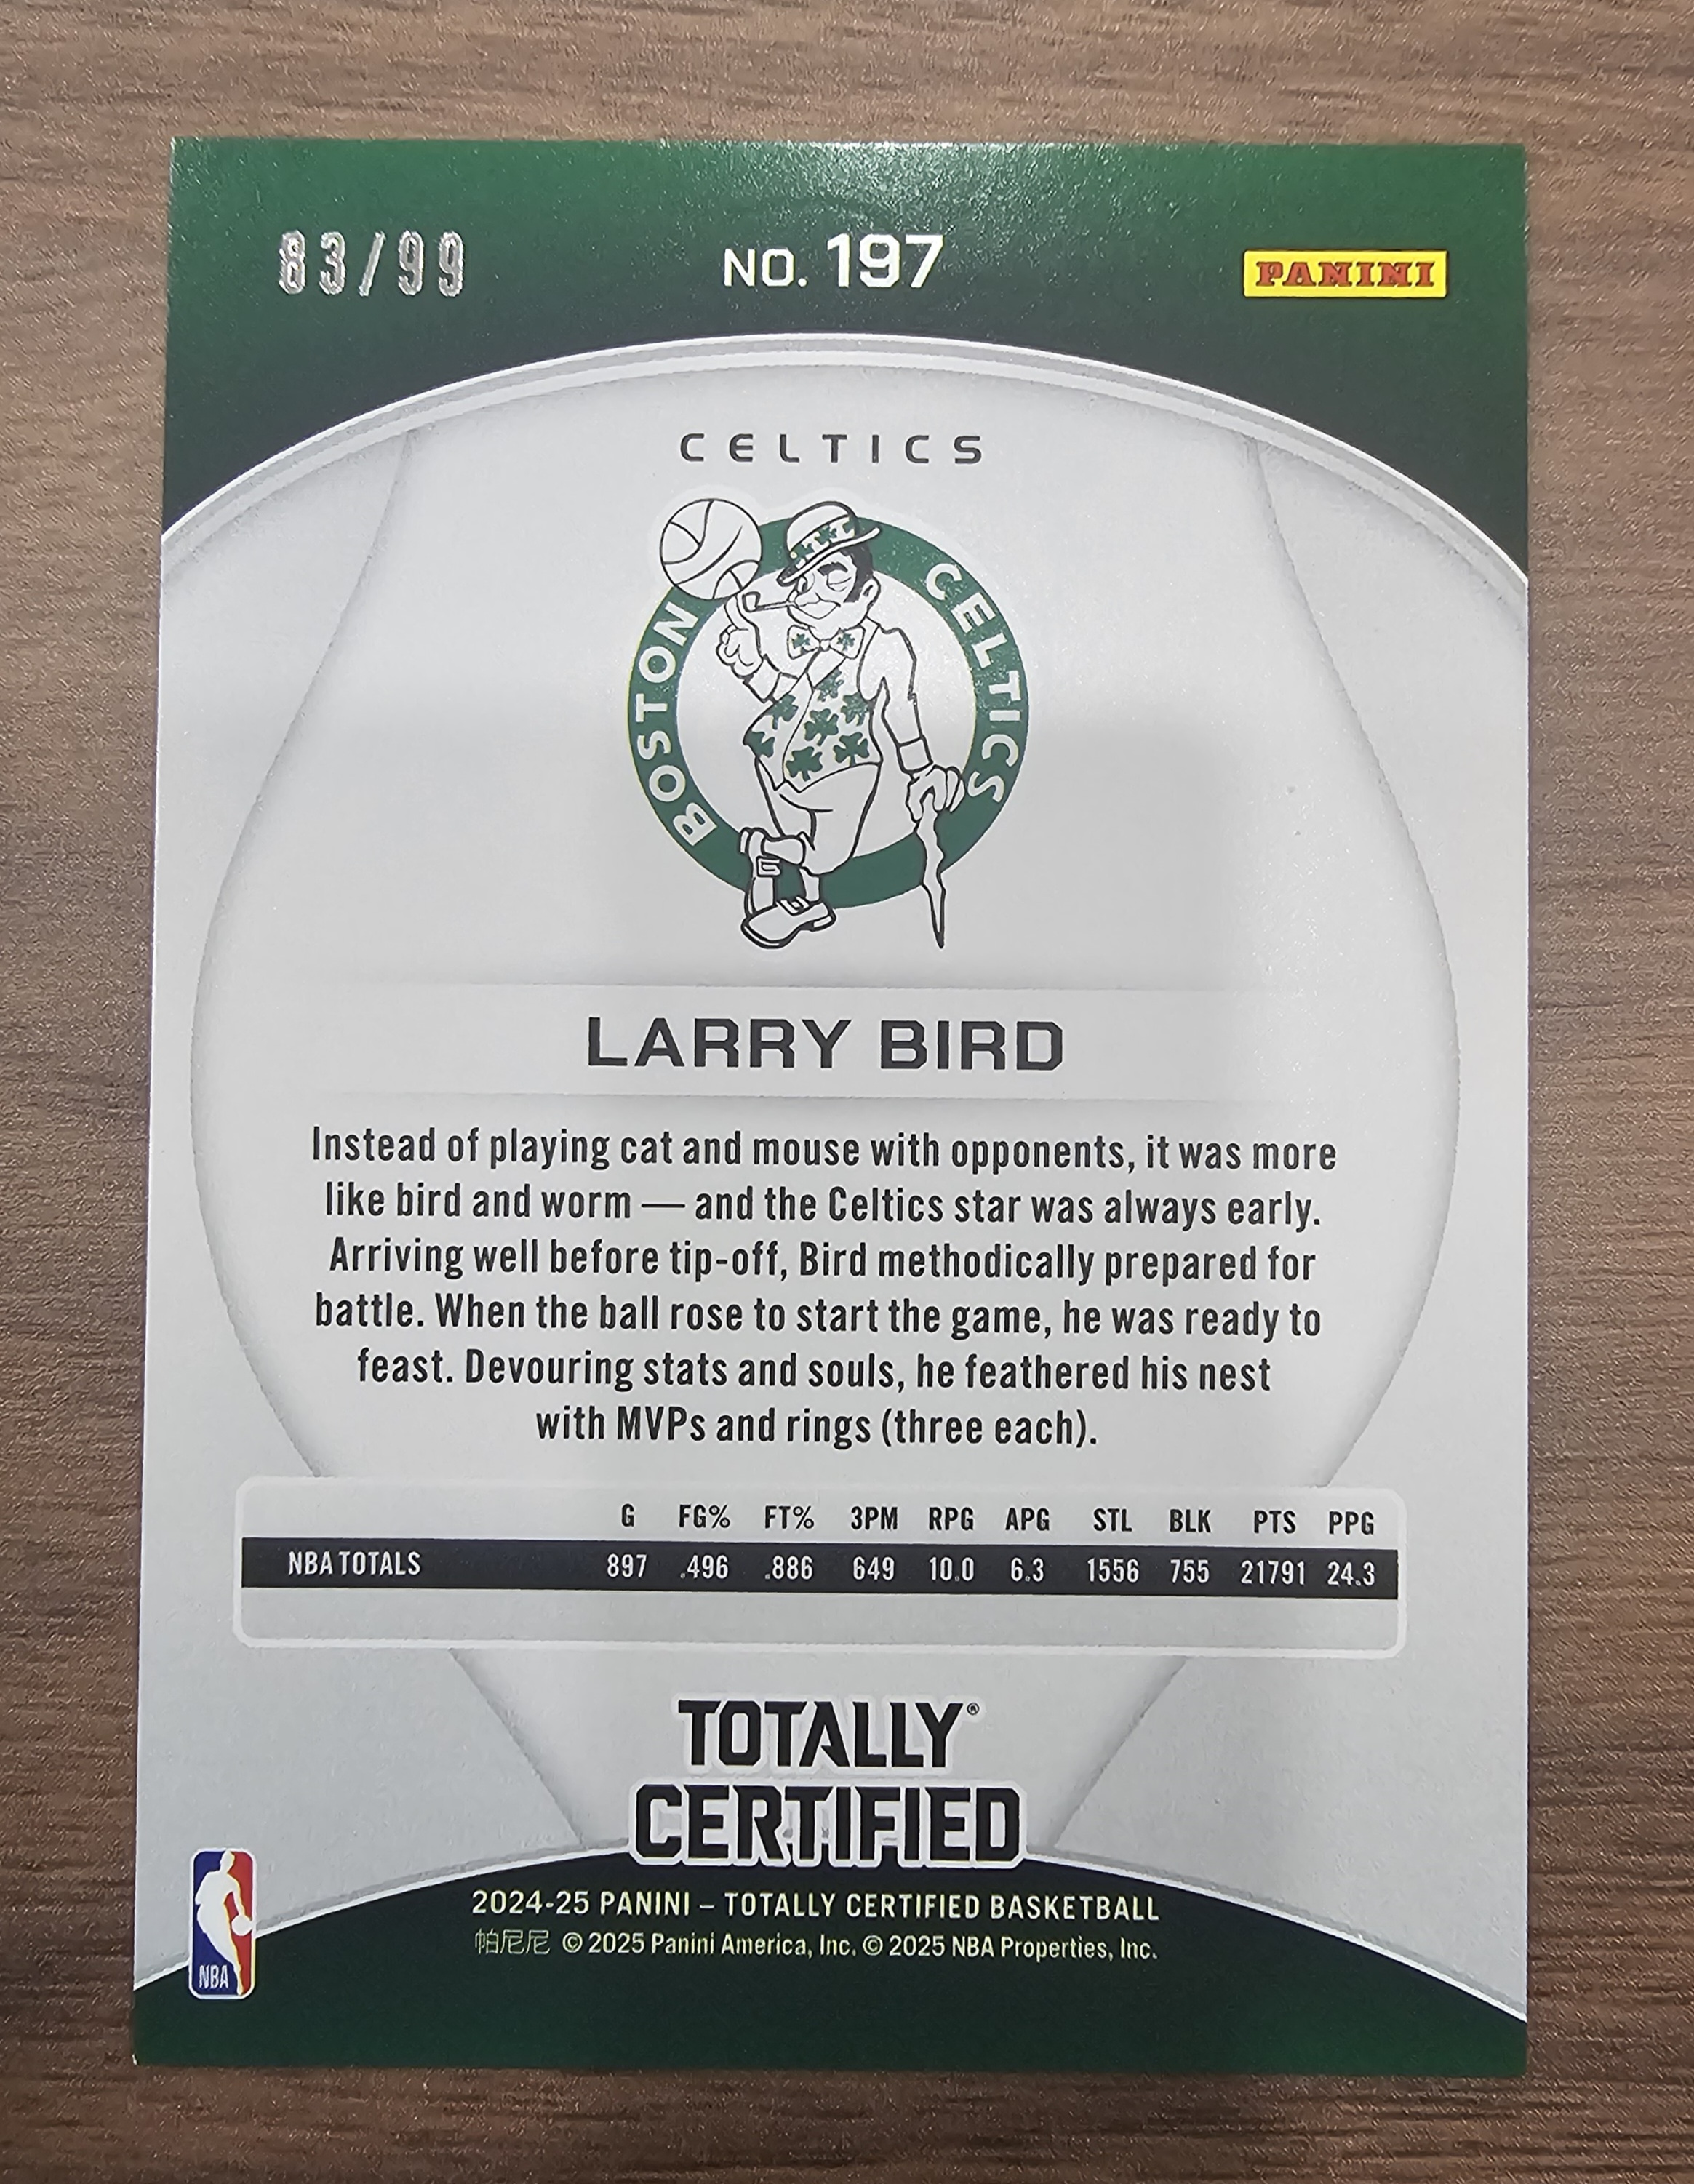 83/99
NO. 197
PANINI
CELTICS
BOSTON CELTICS
LARRY BIRD
Instead of playing cat and mouse with opponents, it was more
like bird and worm — and the Celtics star was always early.
Arriving well before tip-off, Bird methodically prepared for
battle. When the ball rose to start the game, he was ready to
feast. Devouring stats and souls, he feathered his nest
with MVPs and rings (three each).
G FG% FT% 3PM RPG APG STL BLK PTS PPG
NBA TOTALS 897 .496 .886 649 10.0 6.3 1556 755 21791 24.3
TOTALLY®
CERTIFIED
2024-25 PANINI – TOTALLY CERTIFIED BASKETBALL
帕尼尼 © 2025 Panini America, Inc. © 2025 NBA Properties, Inc.
NBA